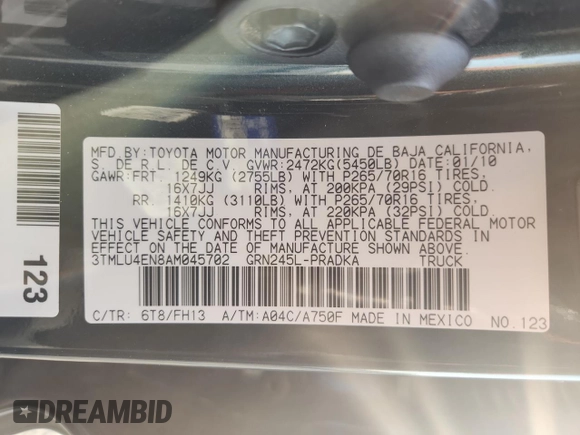 MFD.BY:TOYOTA MOTOR MANUFACTURING DE BAJA CALIFORNIA,
S. DE R.L. DE C.V. GVWR:2472KG(5450LB) DATE:01/10
GAWR:FRT. 1249KG (2755LB) WITH P265/70R16 TIRES,
16X7JJ RIMS, AT 200KPA (29PSI) COLD.
RR. 1410KG (3110LB) WITH P265/70R16 TIRES,
16X7JJ RIMS, AT 220KPA (32PSI) COLD.
THIS VEHICLE CONFORMS TO ALL APPLICABLE FEDERAL MOTOR
VEHICLE SAFETY AND THEFT PREVENTION STANDARDS IN
EFFECT ON THE DATE OF MANUFACTURE SHOWN ABOVE.
3TMLU4EN8AM045702 GRN245L-PRADKA TRUCK
C/TR: 6T8/FH13 A/TM:A04C/A750F MADE IN MEXICO NO.123
123
DREAMBID